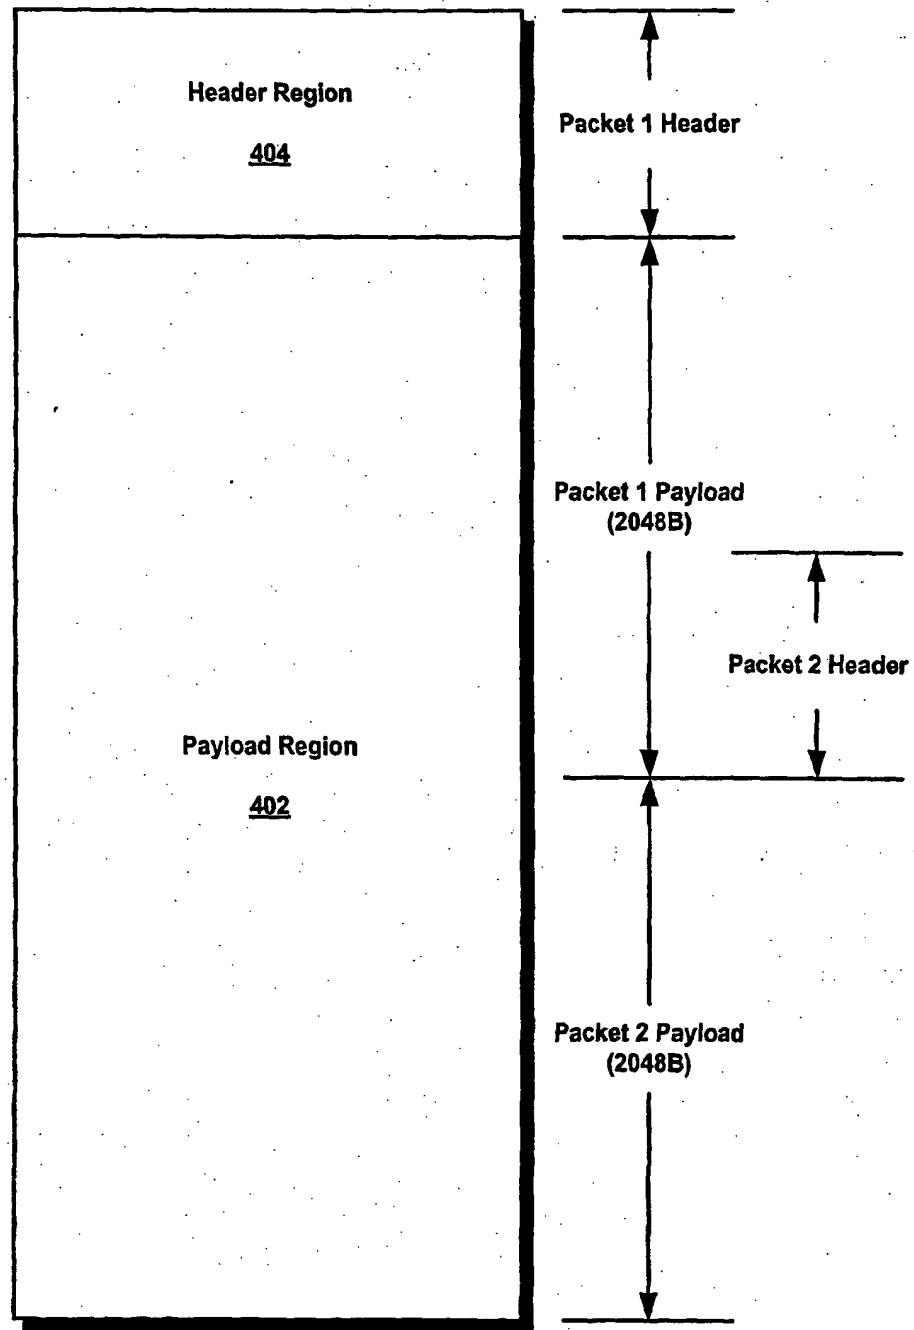 Header Region
404
Packet 1 Header
Packet 1 Payload
(2048B)
Packet 2 Header
Payload Region
402
Packet 2 Payload
(2048B)